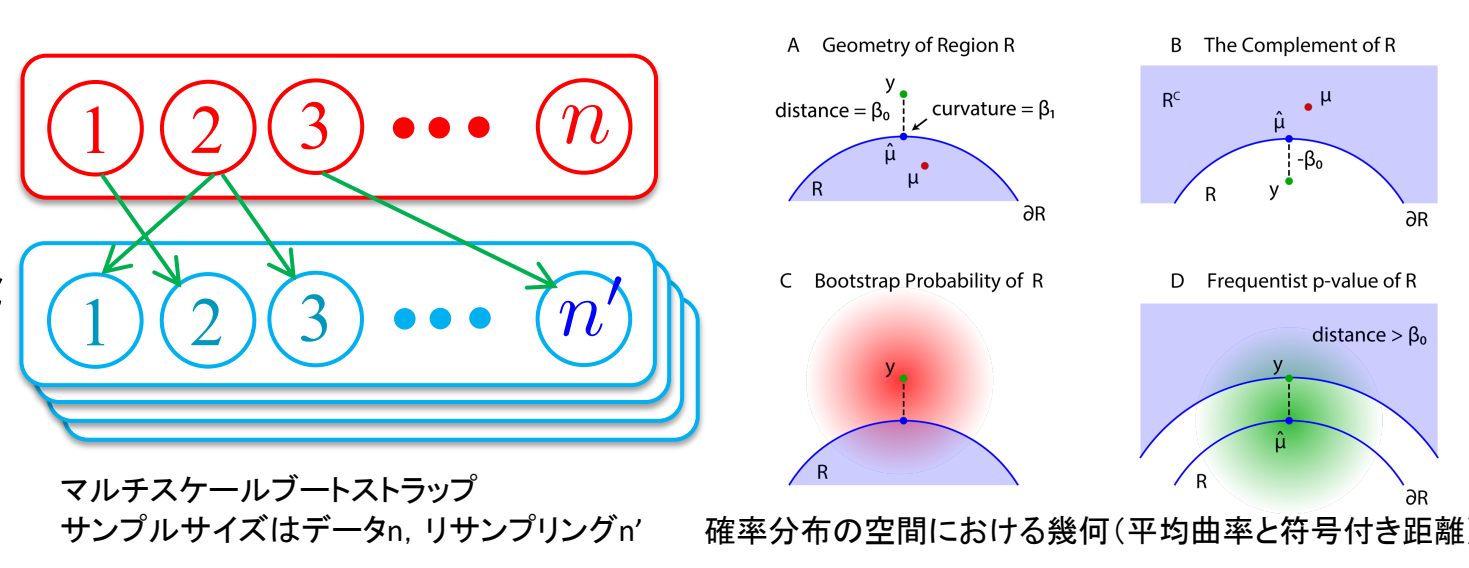 1 2 3 n
1 2 3 n′
マルチスケールブートストラップ
サンプルサイズはデータn, リサンプリングn′
A Geometry of Region R
y
distance = β₀
curvature = β₁
μ̂
μ
R
∂R
B The Complement of R
Rᶜ
μ
μ̂
-β₀
y
R
∂R
C Bootstrap Probability of R
y
R
D Frequentist p-value of R
distance > β₀
y
μ̂
R
∂R
確率分布の空間における幾何(平均曲率と符号付き距離)